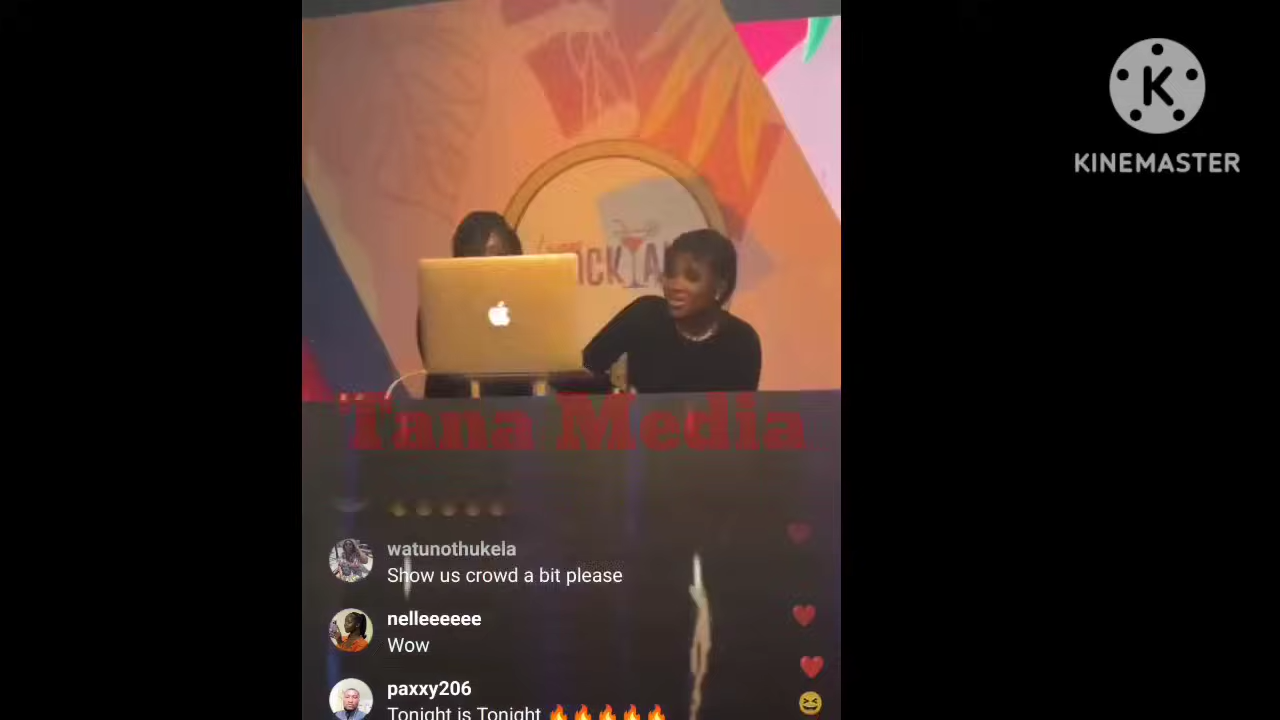 KINEMASTER
Tana Media
watunothukela
Show us crowd a bit please
nelleeeeee
Wow
paxxy206
Tonight is Tonight 🔥🔥🔥🔥🔥